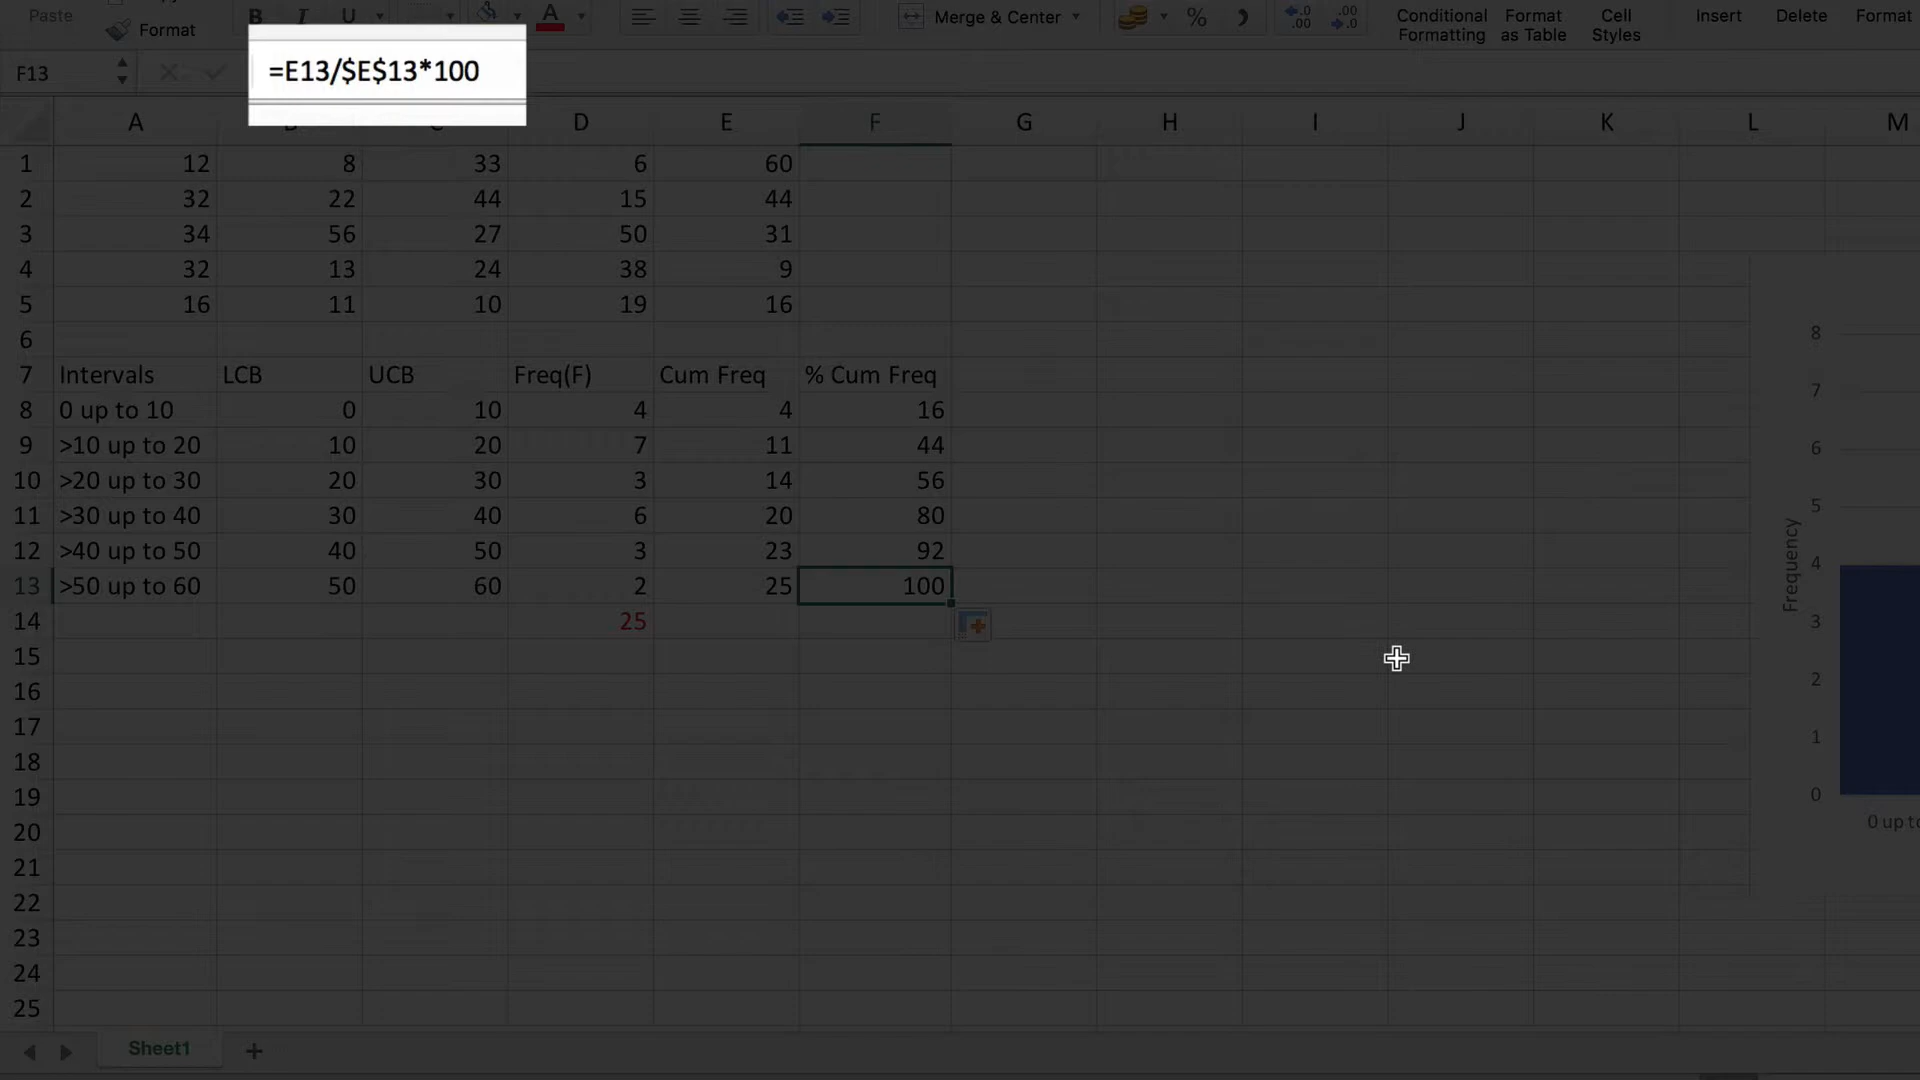 Paste
Format
B I U A
Merge & Center
%
.00
.00
Conditional Formatting
Format as Table
Cell Styles
Insert
Delete
Format
F13
=E13/$E$13*100
A B C D E F G H I J K L M
1 12 8 33 6 60
2 32 22 44 15 44
3 34 56 27 50 31
4 32 13 24 38 9
5 16 11 10 19 16
6
7 Intervals LCB UCB Freq(F) Cum Freq % Cum Freq
8 0 up to 10 0 10 4 4 16
9 >10 up to 20 10 20 7 11 44
10 >20 up to 30 20 30 3 14 56
11 >30 up to 40 30 40 6 20 80
12 >40 up to 50 40 50 3 23 92
13 >50 up to 60 50 60 2 25 100
14 25
15
16
17
18
19
20
21
22
23
24
25
8
7
6
5
4
3
2
1
0
Frequency
0 up to
Sheet1